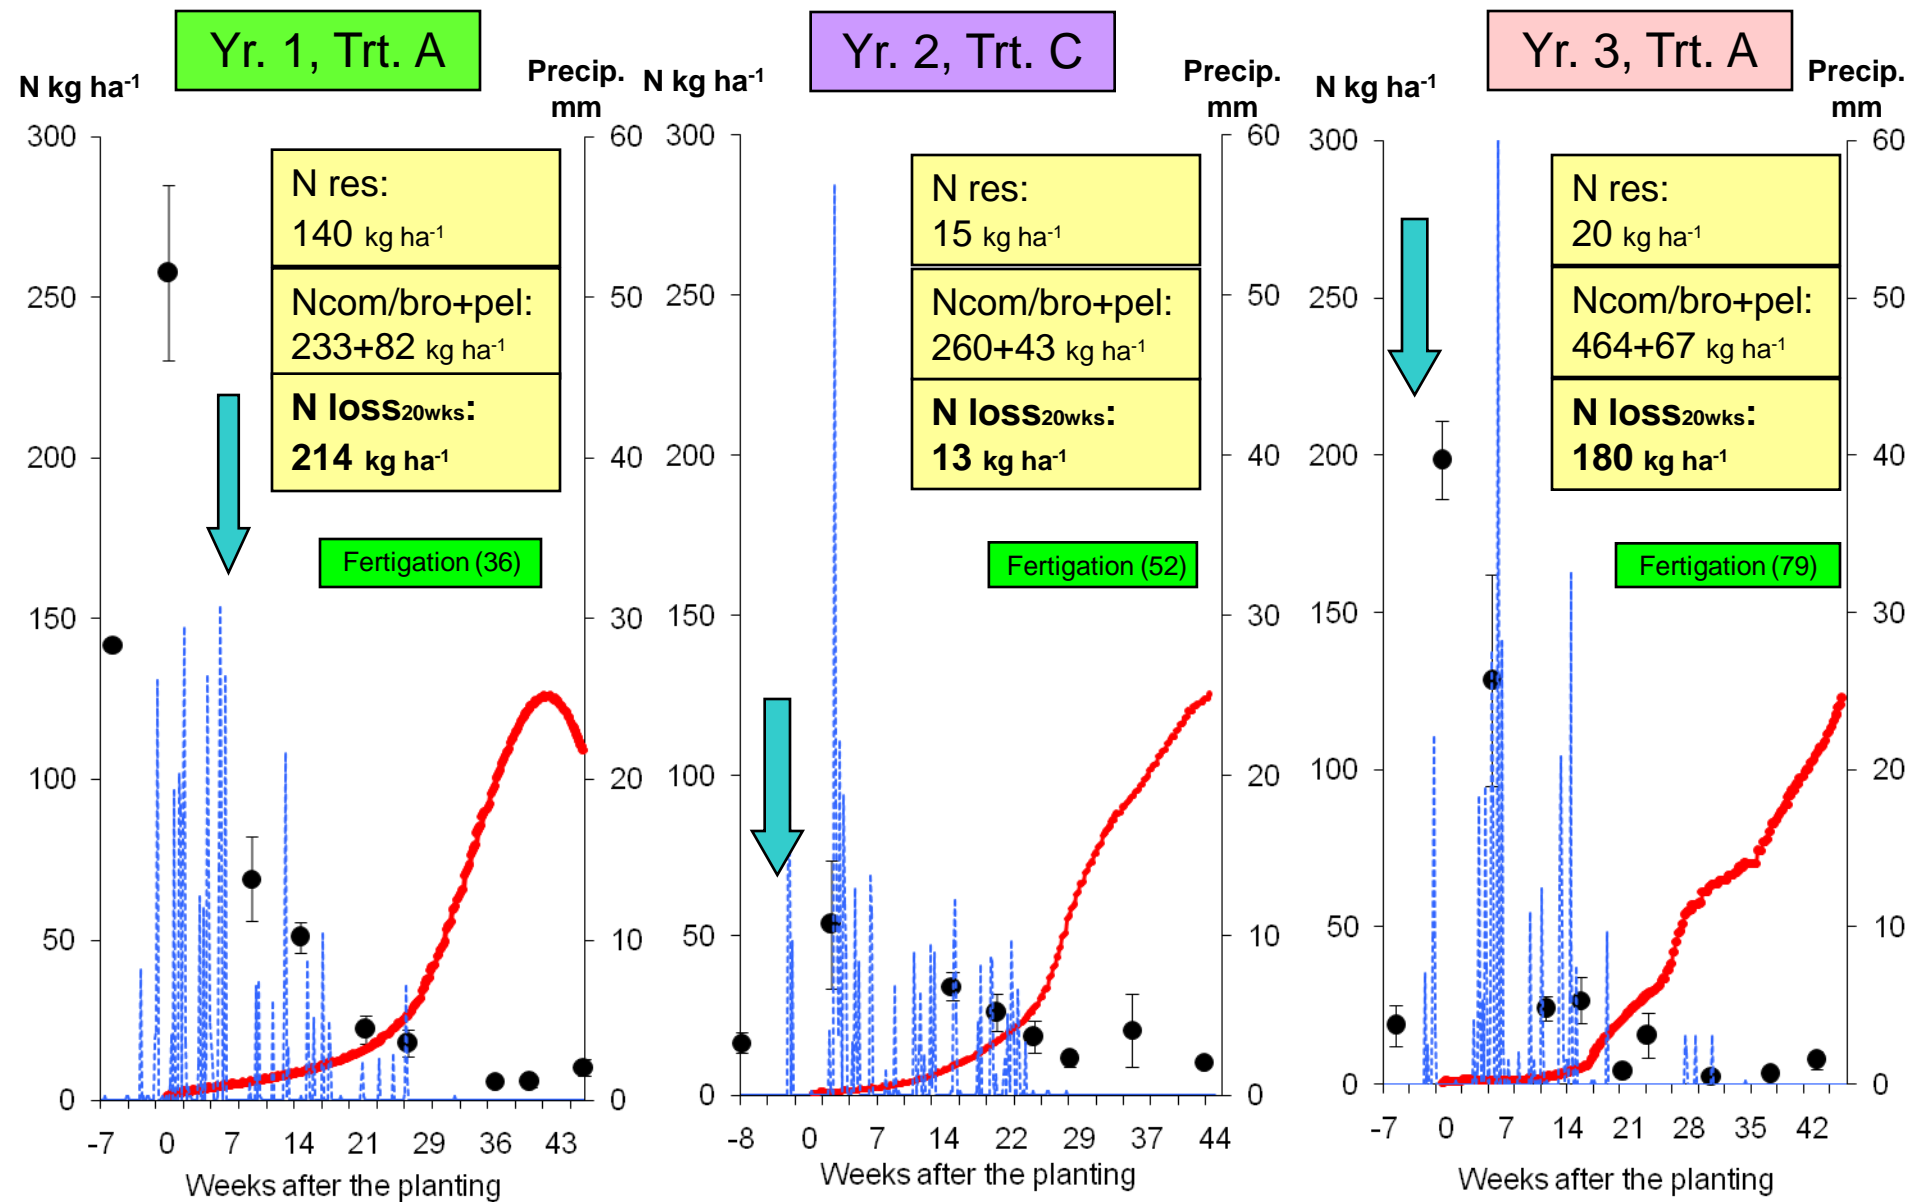 Yr. 1, Trt. A
N kg ha-1
Precip.
mm
300
250
200
150
100
50
0
60
50
40
30
20
10
0
N res:
140 kg ha-1
Ncom/bro+pel:
233+82 kg ha-1
N loss20wks:
214 kg ha-1
Fertigation (36)
-7 0 7 14 21 29 36 43
Weeks after the planting
Yr. 2, Trt. C
N kg ha-1
Precip.
mm
300
250
200
150
100
50
0
60
50
40
30
20
10
0
N res:
15 kg ha-1
Ncom/bro+pel:
260+43 kg ha-1
N loss20wks:
13 kg ha-1
Fertigation (52)
-8 0 7 14 22 29 37 44
Weeks after the planting
Yr. 3, Trt. A
N kg ha-1
Precip.
mm
300
250
200
150
100
50
0
60
50
40
30
20
10
0
N res:
20 kg ha-1
Ncom/bro+pel:
464+67 kg ha-1
N loss20wks:
180 kg ha-1
Fertigation (79)
-7 0 7 14 21 28 35 42
Weeks after the planting